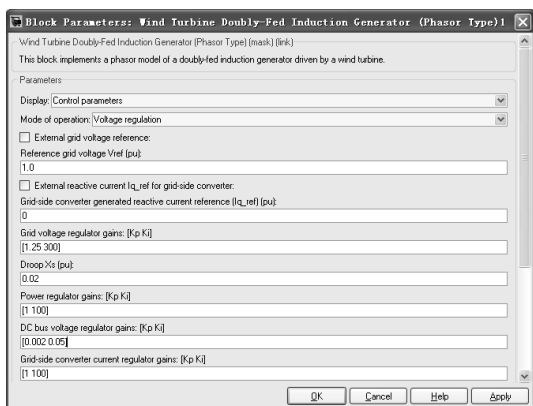 Block Parameters: Wind Turbine Doubly-Fed Induction Generator (Phasor Type)1
Wind Turbine Doubly-Fed Induction Generator (Phasor Type) (mask) (link)
This block implements a phasor model of a doubly-fed induction generator driven by a wind turbine.
Parameters
Display: Control parameters
Mode of operation: Voltage regulation
External grid voltage reference:
Reference grid voltage Vref (pu):
1.0
External reactive current Iq_ref for grid-side converter:
Grid-side converter generated reactive current reference (Iq_ref) (pu):
0
Grid voltage regulator gains: [Kp Ki]
[1.25 300]
Droop Xs (pu):
0.02
Power regulator gains: [Kp Ki]
[1 100]
DC bus voltage regulator gains: [Kp Ki]
[0.002 0.05]
Grid-side converter current regulator gains: [Kp Ki]
[1 100]
OK Cancel Help Apply